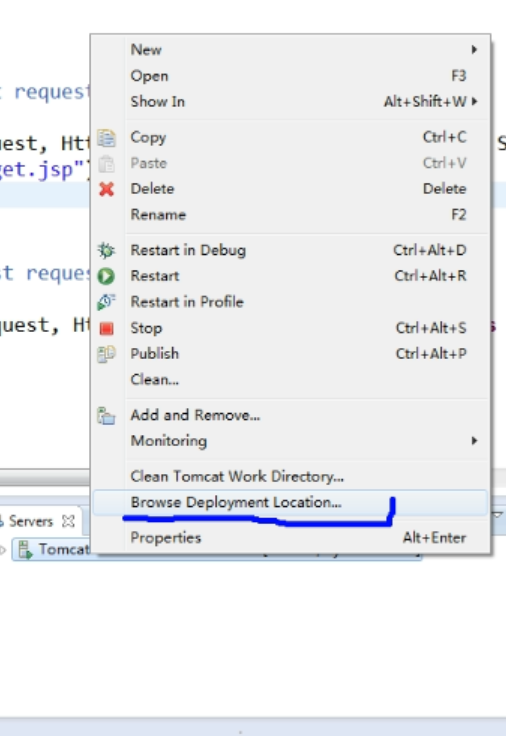 request
New
Open F3
Show In Alt+Shift+W
Copy Ctrl+C
Paste Ctrl+V
Delete Delete
Rename F2
Restart in Debug Ctrl+Alt+D
Restart Ctrl+Alt+R
Restart in Profile
Stop Ctrl+Alt+S
Publish Ctrl+Alt+P
Clean...
Add and Remove...
Monitoring
Clean Tomcat Work Directory...
Browse Deployment Location...
Properties Alt+Enter
uest, Htt
get.jsp")
t reques
quest, Ht
Servers
Tomcat